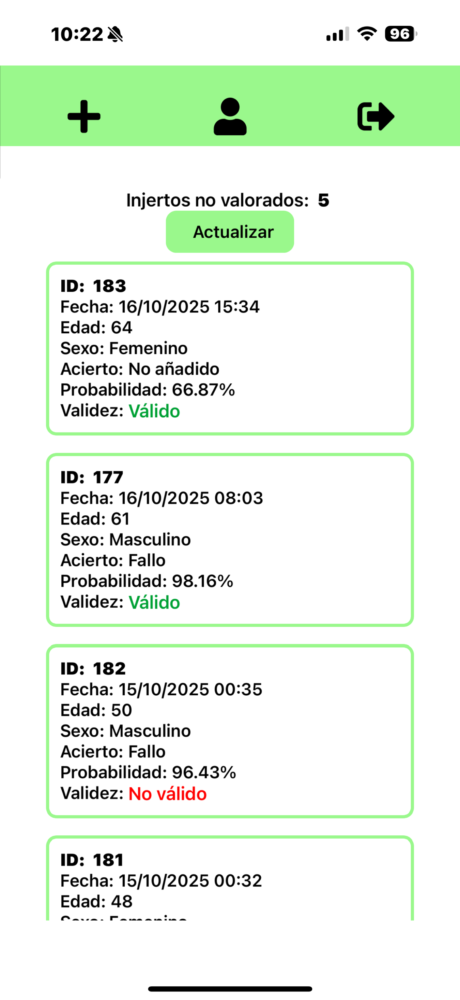 10:22
96
Injertos no valorados: 5
Actualizar
ID: 183
Fecha: 16/10/2025 15:34
Edad: 64
Sexo: Femenino
Acierto: No añadido
Probabilidad: 66.87%
Validez: Válido
ID: 177
Fecha: 16/10/2025 08:03
Edad: 61
Sexo: Masculino
Acierto: Fallo
Probabilidad: 98.16%
Validez: Válido
ID: 182
Fecha: 15/10/2025 00:35
Edad: 50
Sexo: Masculino
Acierto: Fallo
Probabilidad: 96.43%
Validez: No válido
ID: 181
Fecha: 15/10/2025 00:32
Edad: 48
Sexo: Femenino